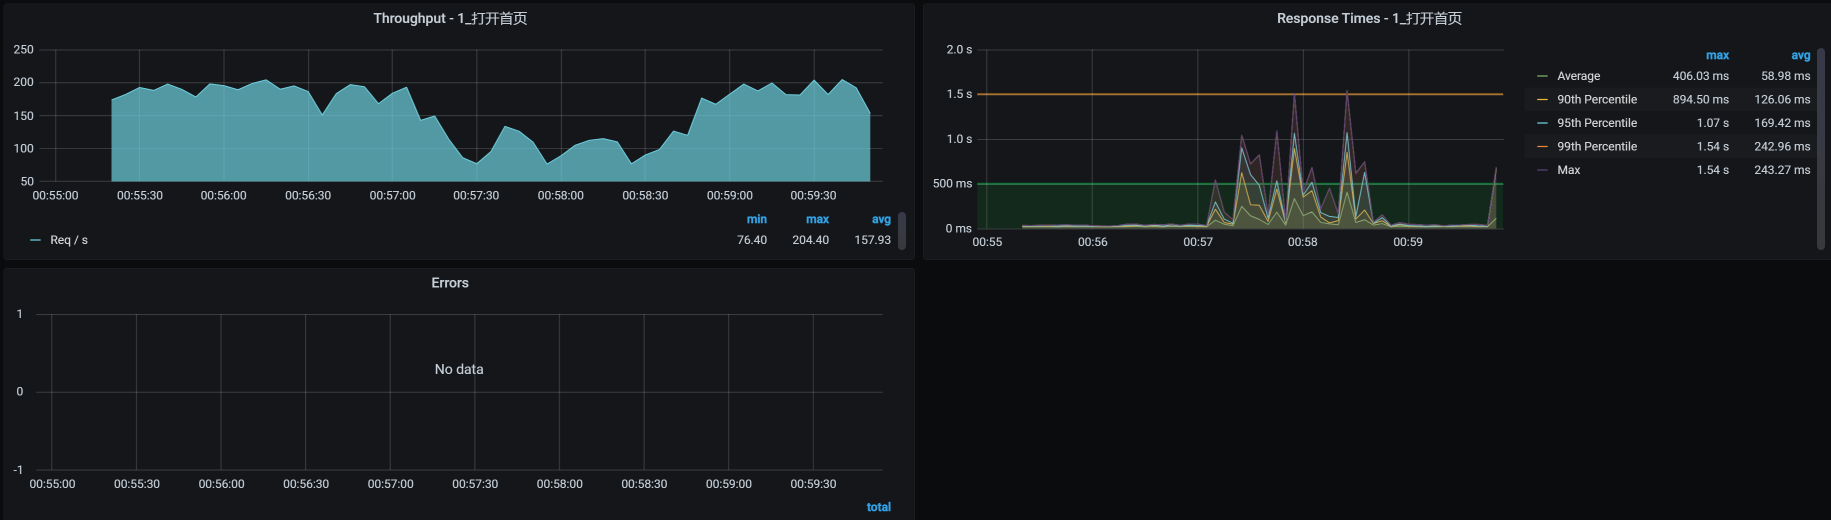 Throughput - 1_打开首页
250
200
150
100
50
00:55:00 00:55:30 00:56:00 00:56:30 00:57:00 00:57:30 00:58:00 00:58:30 00:59:00 00:59:30
min max avg
Req / s 76.40 204.40 157.93
Response Times - 1_打开首页
2.0 s
1.5 s
1.0 s
500 ms
0 ms
00:55 00:56 00:57 00:58 00:59
max avg
Average 406.03 ms 58.98 ms
90th Percentile 894.50 ms 126.06 ms
95th Percentile 1.07 s 169.42 ms
99th Percentile 1.54 s 242.96 ms
Max 1.54 s 243.27 ms
Errors
1
0
-1
No data
00:55:00 00:55:30 00:56:00 00:56:30 00:57:00 00:57:30 00:58:00 00:58:30 00:59:00 00:59:30
total